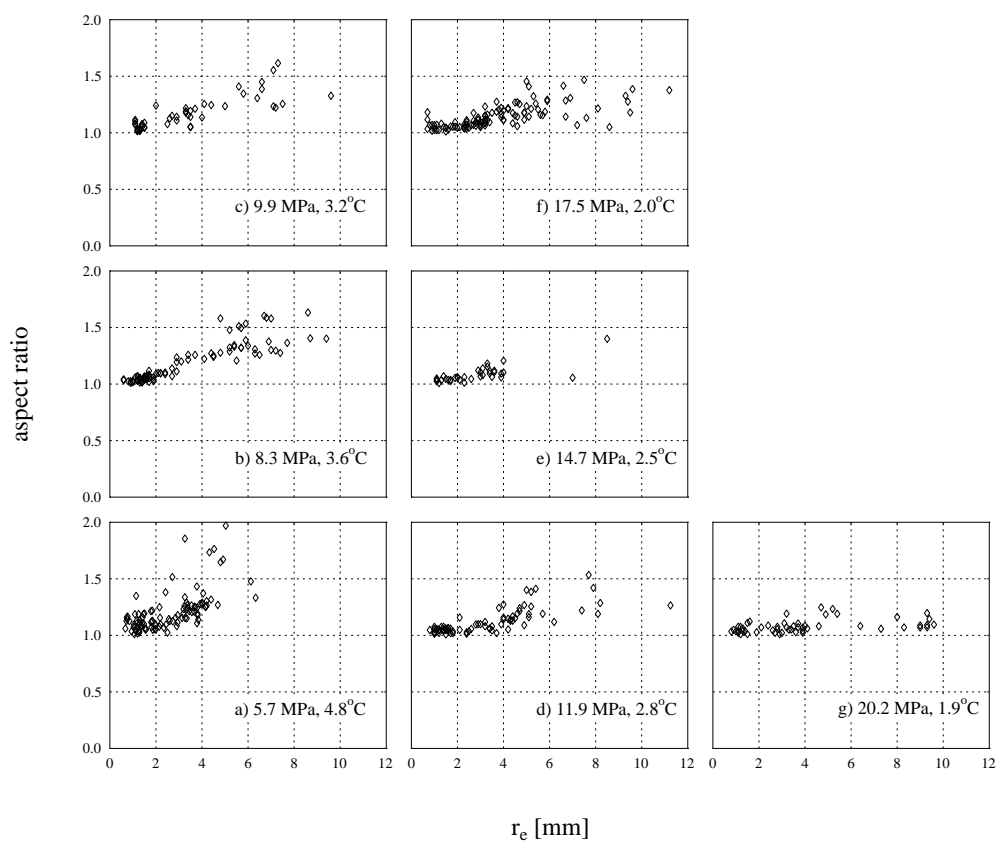 2.0
1.5
1.0
0.5
0.0
c) 9.9 MPa, 3.2°C
f) 17.5 MPa, 2.0°C
2.0
1.5
1.0
0.5
0.0
b) 8.3 MPa, 3.6°C
e) 14.7 MPa, 2.5°C
aspect ratio
2.0
1.5
1.0
0.5
0.0
a) 5.7 MPa, 4.8°C
d) 11.9 MPa, 2.8°C
g) 20.2 MPa, 1.9°C
0 2 4 6 8 10 12
0 2 4 6 8 10 12
0 2 4 6 8 10 12
re [mm]